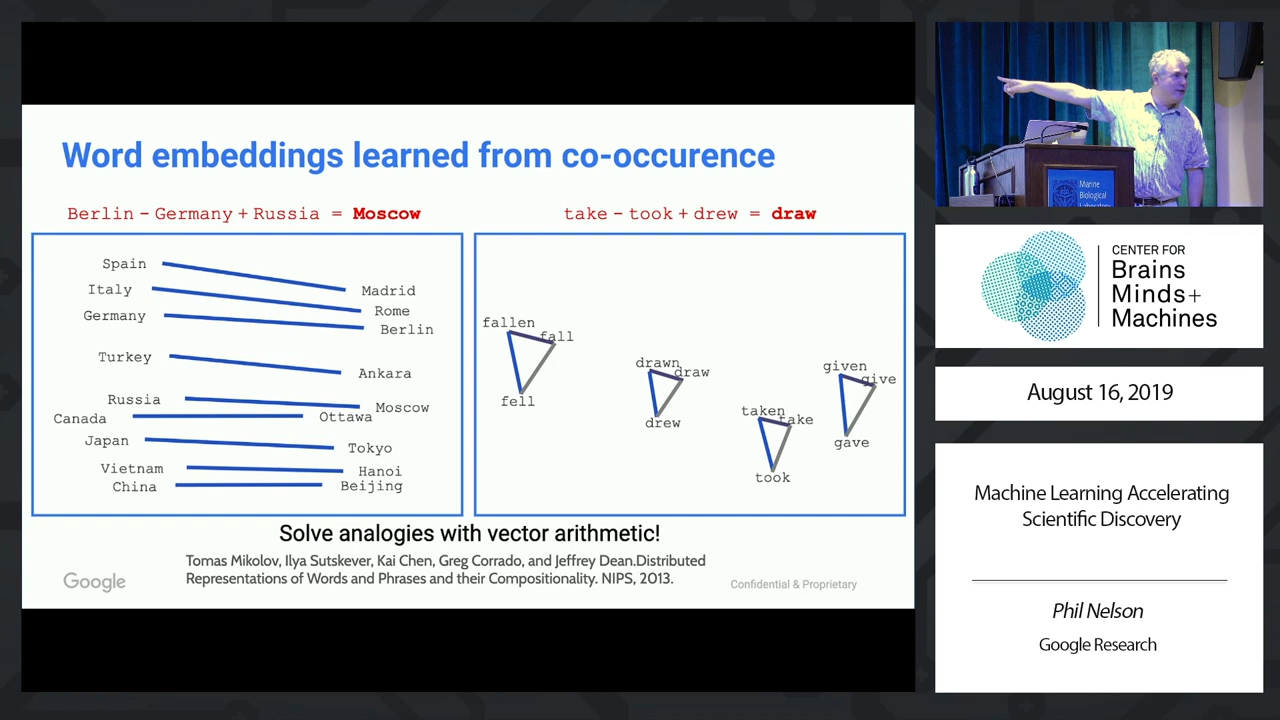 Word embeddings learned from co-occurence
Berlin - Germany + Russia = Moscow
take - took + drew = draw
Spain
Madrid
Italy
Rome
Germany
Berlin
Turkey
Ankara
Russia
Moscow
Canada
Ottawa
Japan
Tokyo
Vietnam
Hanoi
China
Beijing
fallen
fall
fell
drawn
draw
drew
taken
take
took
given
give
gave
Solve analogies with vector arithmetic!
Tomas Mikolov, Ilya Sutskever, Kai Chen, Greg Corrado, and Jeffrey Dean.Distributed
Representations of Words and Phrases and their Compositionality. NIPS, 2013.
Google
Confidential & Proprietary
Marine
Biological
Laboratory
CENTER FOR
Brains
Minds+
Machines
August 16, 2019
Machine Learning Accelerating
Scientific Discovery
Phil Nelson
Google Research